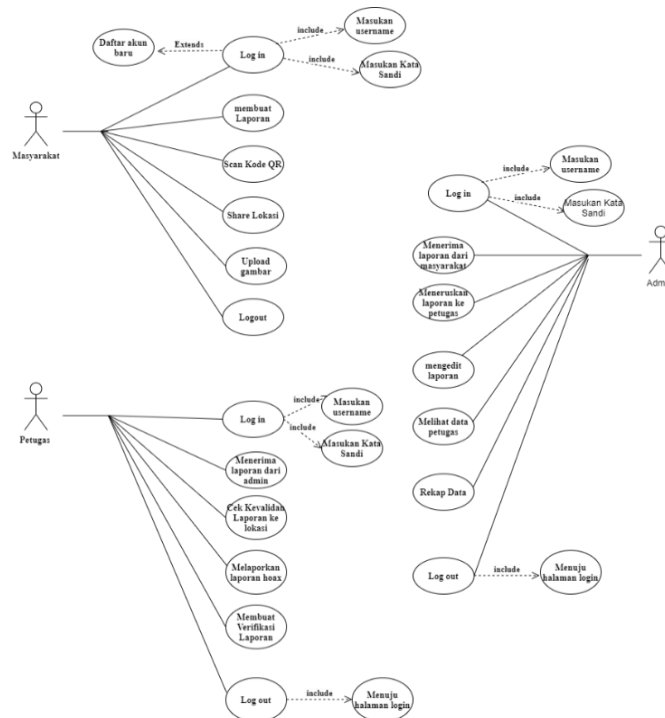 Daftar akun
baru
Extends
Log in
include
Masukan
username
include
Masukan Kata
Sandi
membuat
Laporan
Masyarakat
Scan Kode QR
Share Lokasi
Upload
gambar
Logout
Log in
include
Masukan
username
include
Masukan Kata
Sandi
Menerima
laporan dari
masyarakat
Adm
Meneruskan
laporan ke
petugas
mengedit
laporan
Melihat data
petugas
Rekap Data
Log out
include
Menuju
halaman login
Petugas
Log in
include
Masukan
username
include
Masukan Kata
Sandi
Menerima
laporan dari
admin
Cek Kevalidan
Laporan ke
lokasi
Melaporkan
laporan hoax
Membuat
Verifikasi
Laporan
Log out
include
Menuju
halaman login